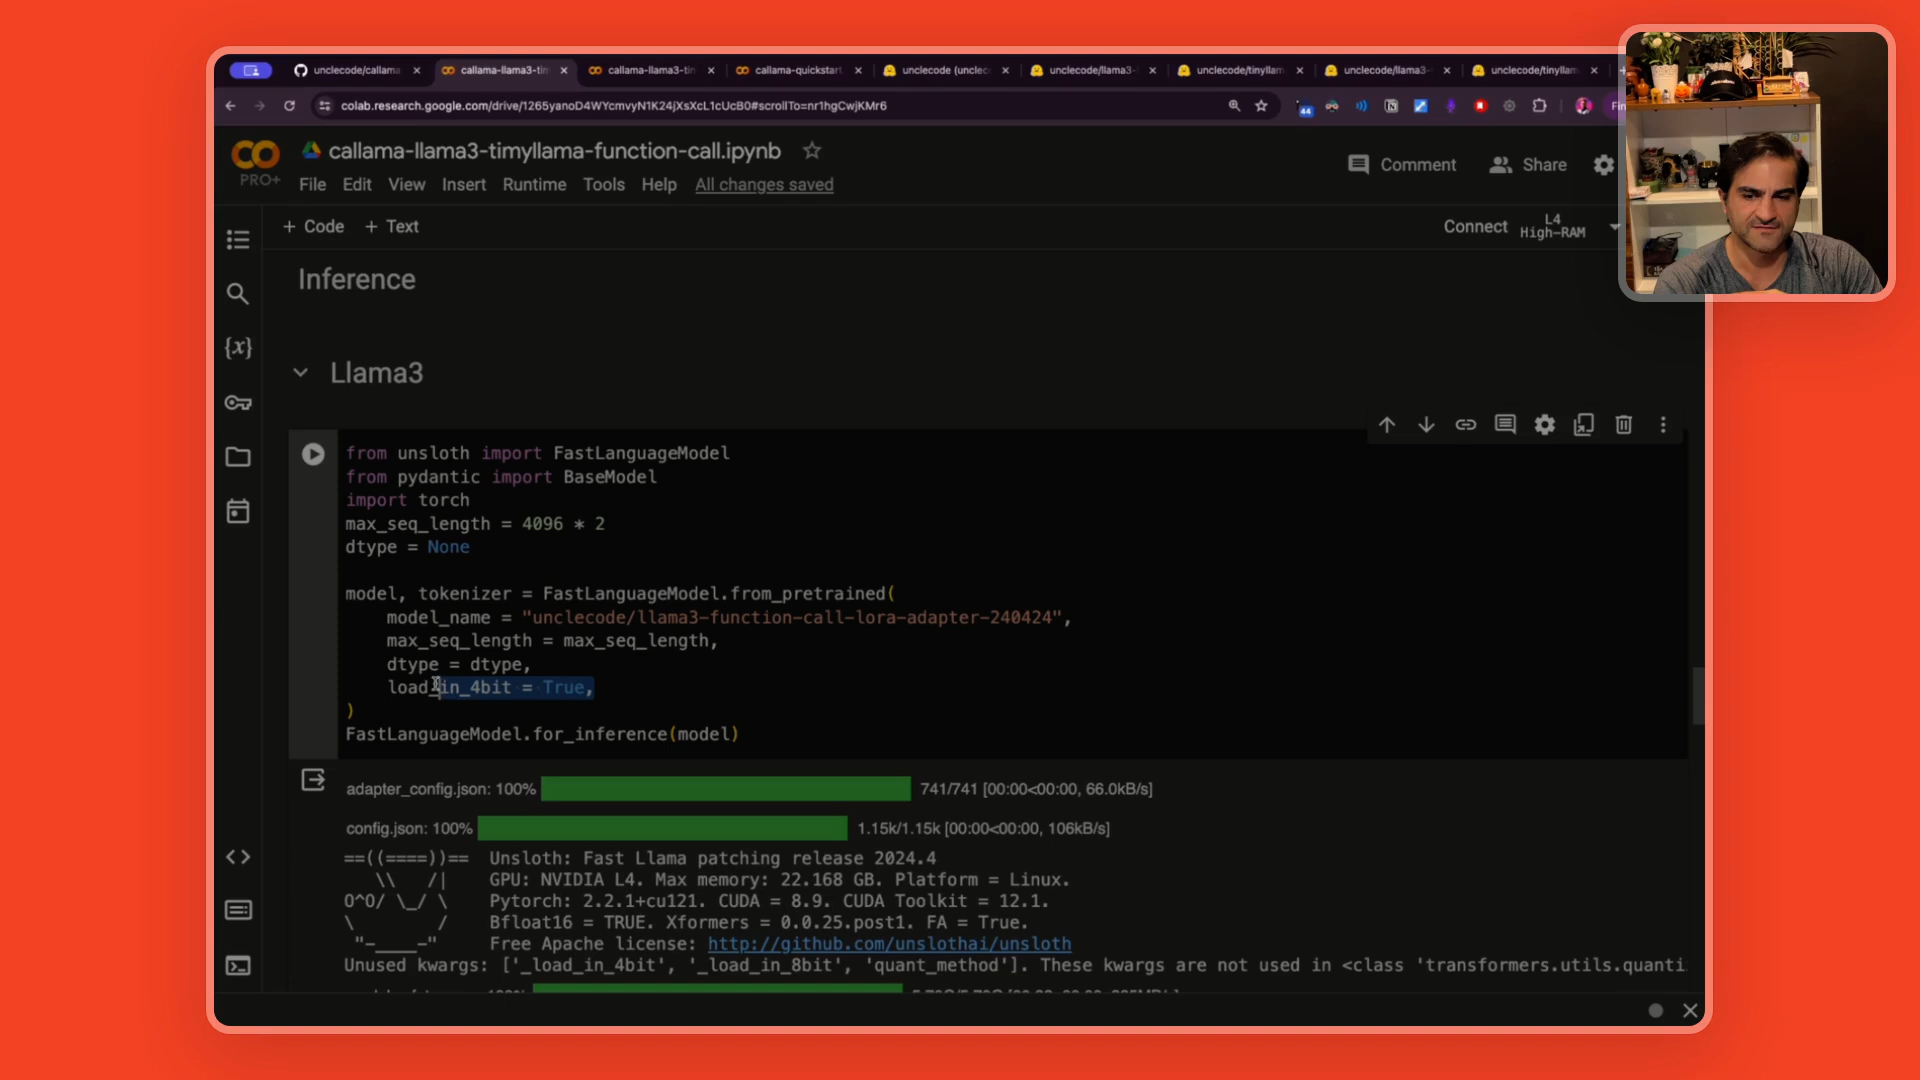 unclecode/callama
callama-llama3-tim
callama-llama3-tin
callama-quickstart.
unclecode (unclec
unclecode/llama3-
unclecode/tinyllam
unclecode/llama3-
unclecode/tinyllam
colab.research.google.com/drive/1265yanoD4WYcmvyN1K24jXsXcL1cUcB0#scrollTo=nr1hgCwjKMr6
44
Fin
callama-llama3-timyllama-function-call.ipynb
PRO+
File Edit View Insert Runtime Tools Help All changes saved
Comment Share
+ Code + Text
Connect
L4
High-RAM
Inference
Llama3
from unsloth import FastLanguageModel
from pydantic import BaseModel
import torch
max_seq_length = 4096 * 2
dtype = None
model, tokenizer = FastLanguageModel.from_pretrained(
model_name = "unclecode/llama3-function-call-lora-adapter-240424",
max_seq_length = max_seq_length,
dtype = dtype,
load_in_4bit = True,
)
FastLanguageModel.for_inference(model)
adapter_config.json: 100% 741/741 [00:00<00:00, 66.0kB/s]
config.json: 100% 1.15k/1.15k [00:00<00:00, 106kB/s]
==((====))== Unsloth: Fast Llama patching release 2024.4
\\ /| GPU: NVIDIA L4. Max memory: 22.168 GB. Platform = Linux.
O^O/ \_/ \ Pytorch: 2.2.1+cu121. CUDA = 8.9. CUDA Toolkit = 12.1.
\ / Bfloat16 = TRUE. Xformers = 0.0.25.post1. FA = True.
"-____-" Free Apache license: http://github.com/unslothai/unsloth
Unused kwargs: ['_load_in_4bit', '_load_in_8bit', 'quant_method']. These kwargs are not used in <class 'transformers.utils.quanti